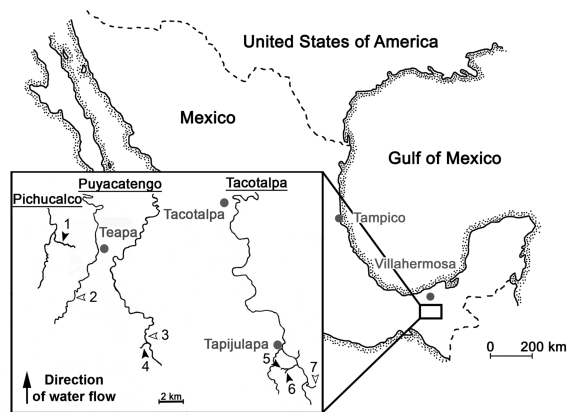 United States of America
Mexico
Gulf of Mexico
Puyacatengo
Tacotalpa
Pichucalco
Tacotalpa
Tampico
1
Teapa
Villahermosa
2
3
Tapijulapa
4
5
7
6
Direction
of water flow
2 km
0 200 km